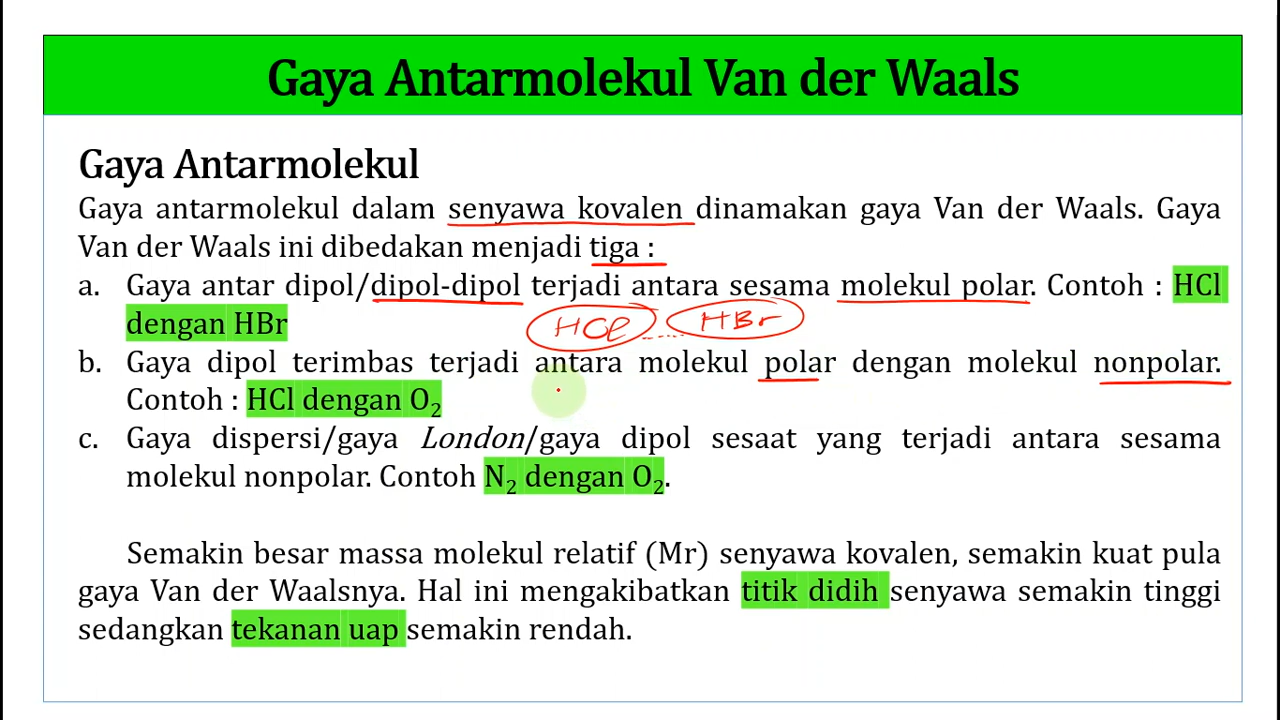 Gaya Antarmolekul Van der Waals
Gaya Antarmolekul
Gaya antarmolekul dalam senyawa kovalen dinamakan gaya Van der Waals. Gaya
Van der Waals ini dibedakan menjadi tiga :
a. Gaya antar dipol/dipol-dipol terjadi antara sesama molekul polar. Contoh : HCl
dengan HBr
HCl HBr
b. Gaya dipol terimbas terjadi antara molekul polar dengan molekul nonpolar.
Contoh : HCl dengan O₂
c. Gaya dispersi/gaya London/gaya dipol sesaat yang terjadi antara sesama
molekul nonpolar. Contoh N₂ dengan O₂.
Semakin besar massa molekul relatif (Mr) senyawa kovalen, semakin kuat pula
gaya Van der Waalsnya. Hal ini mengakibatkan titik didih senyawa semakin tinggi
sedangkan tekanan uap semakin rendah.